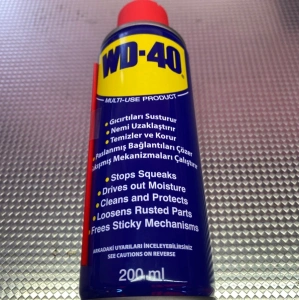 WD-40
MULTI-USE PRODUCT
• Gıcırtıları Susturur
• Nemi Uzaklaştırır
• Temizler ve Korur
• Paslanmış Bağlantıları Çözer
Mekanizmaları Çalıştırır
• Stops Squeaks
• Drives out Moisture
• Cleans and Protects
• Loosens Rusted Parts
• Frees Sticky Mechanisms
ARKADAKİ UYARILARI İNCELEYEBİLİRSİNİZ
SEE CAUTIONS ON REVERSE
200 ml